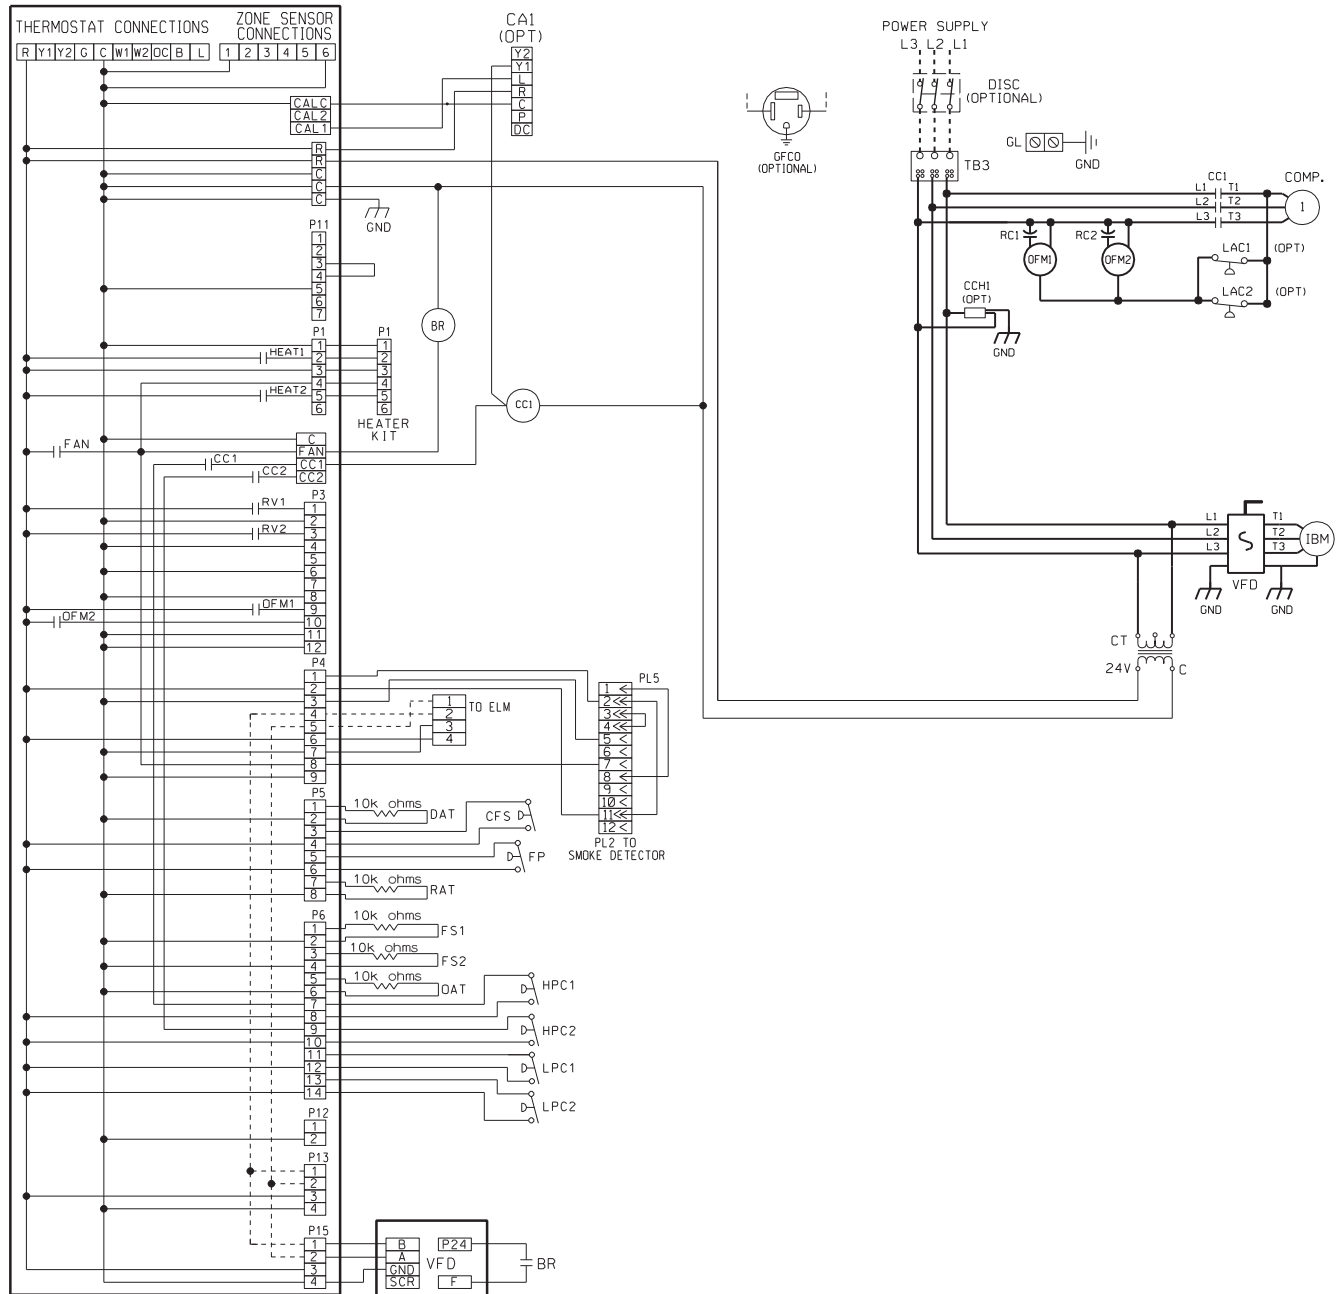 THERMOSTAT CONNECTIONS
ZONE SENSOR
CONNECTIONS
R Y1 Y2 G C W1 W2 OC B L
1 2 3 4 5 6
CALC
CAL2
CAL1
R
R
C
C
C
GND
P11
1
2
3
4
5
6
7
P1
HEAT1
HEAT2
1
2
3
4
5
6
P1
1
2
3
4
5
6
HEATER
KIT
FAN
CC1
CC2
C
FAN
CC1
CC2
P3
RV1
RV2
OFM1
OFM2
1
2
3
4
5
6
7
8
9
10
11
12
P4
1
2
3
4
5
6
7
8
9
1
2
3
4
TO ELM
P5
1
2
3
4
5
6
7
8
10k ohms
DAT
CFS
FP
10k ohms
RAT
P6
1
2
3
4
5
6
7
8
9
10
11
12
13
14
10k ohms
FS1
10k ohms
FS2
10k ohms
OAT
HPC1
HPC2
LPC1
LPC2
P12
1
2
P13
1
2
3
4
P15
1
2
3
4
B
A
GND
SCR
VFD
P24
F
BR
CA1
(OPT)
Y2
Y1
L
R
C
P
DC
BR
CC1
PL5
1
2
3
4
5
6
7
8
9
10
11
12
PL2 TO
SMOKE DETECTOR
GFCO
(OPTIONAL)
POWER SUPPLY
L3 L2 L1
DISC
(OPTIONAL)
GL
GND
TB3
CC1
COMP.
L1 T1
L2 T2
L3 T3
1
RC1
OFM1
RC2
OFM2
LAC1 (OPT)
LAC2 (OPT)
CCH1
(OPT)
GND
L1
L2
L3
T1
T2
T3
IBM
VFD
GND
GND
CT
24V
C